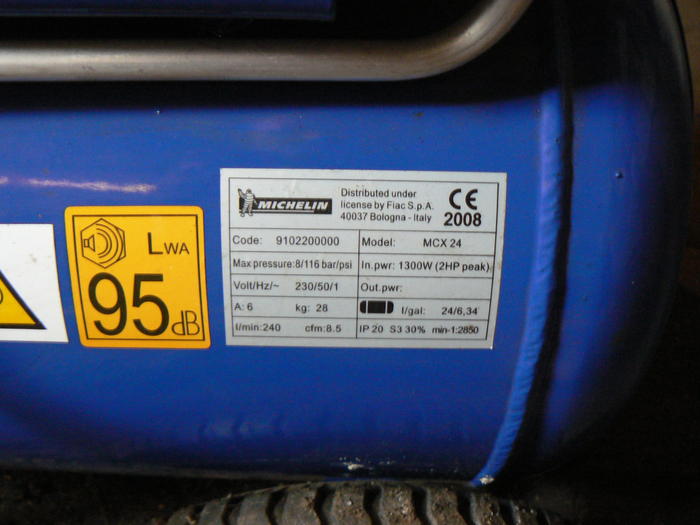 LWA
95 dB
MICHELIN
Distributed under
license by Fiac S.p.A.
40037 Bologna - Italy
CE
2008
Code: 9102200000 Model: MCX 24
Max pressure:8/116 bar/psi In.pwr: 1300W (2HP peak)
Volt/Hz/~ 230/50/1 Out.pwr:
A: 6 kg: 28 l/gal: 24/6,34
l/min:240 cfm:8.5 IP 20 S3 30% min-1:2850